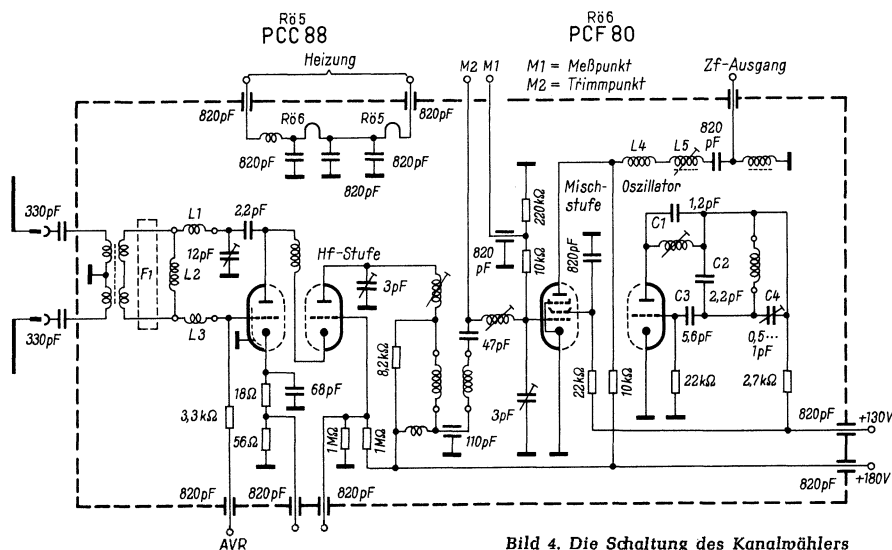 Rö5
PCC 88
Rö6
PCF 80
Heizung
M2 M1
M1 = Meßpunkt
M2 = Trimmpunkt
Zf-Ausgang
820pF
Rö6
Rö5
820pF
820pF
820pF
820pF
820 pF
L4
L5
330pF
L1
2,2pF
12pF
F1
L2
L3
Hf-Stufe
3pF
820 pF
220kΩ
10kΩ
Misch-stufe
Oszillator
820pF
C1
1,2pF
C2
2,2pF
C3
5,6pF
C4
0,5...1pF
330pF
8,2kΩ
47pF
3pF
22kΩ
10kΩ
22kΩ
2,7kΩ
18Ω
68pF
3,3kΩ
56Ω
1MΩ
1MΩ
110pF
820pF
+130V
820pF
+180V
820pF
820pF
820pF
AVR
Bild 4. Die Schaltung des Kanalwählers